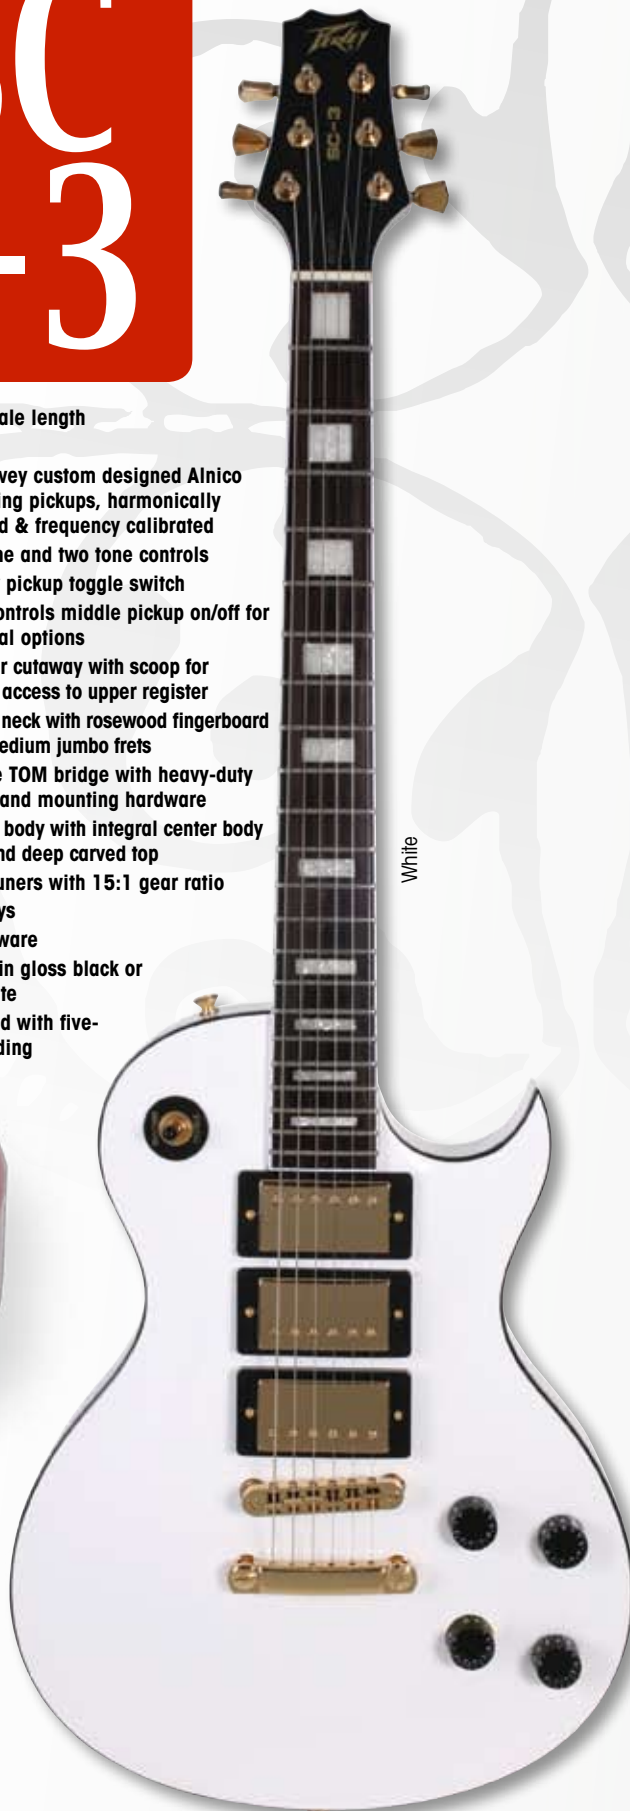 SC
-3
ale length
vey custom designed Alnico
ing pickups, harmonically
d & frequency calibrated
ne and two tone controls
pickup toggle switch
ontrols middle pickup on/off for
al options
r cutaway with scoop for
access to upper register
neck with rosewood fingerboard
edium jumbo frets
e TOM bridge with heavy-duty
and mounting hardware
body with integral center body
nd deep carved top
uners with 15:1 gear ratio
ys
ware
in gloss black or
te
d with five-
ding
Peavey
SC-3
White